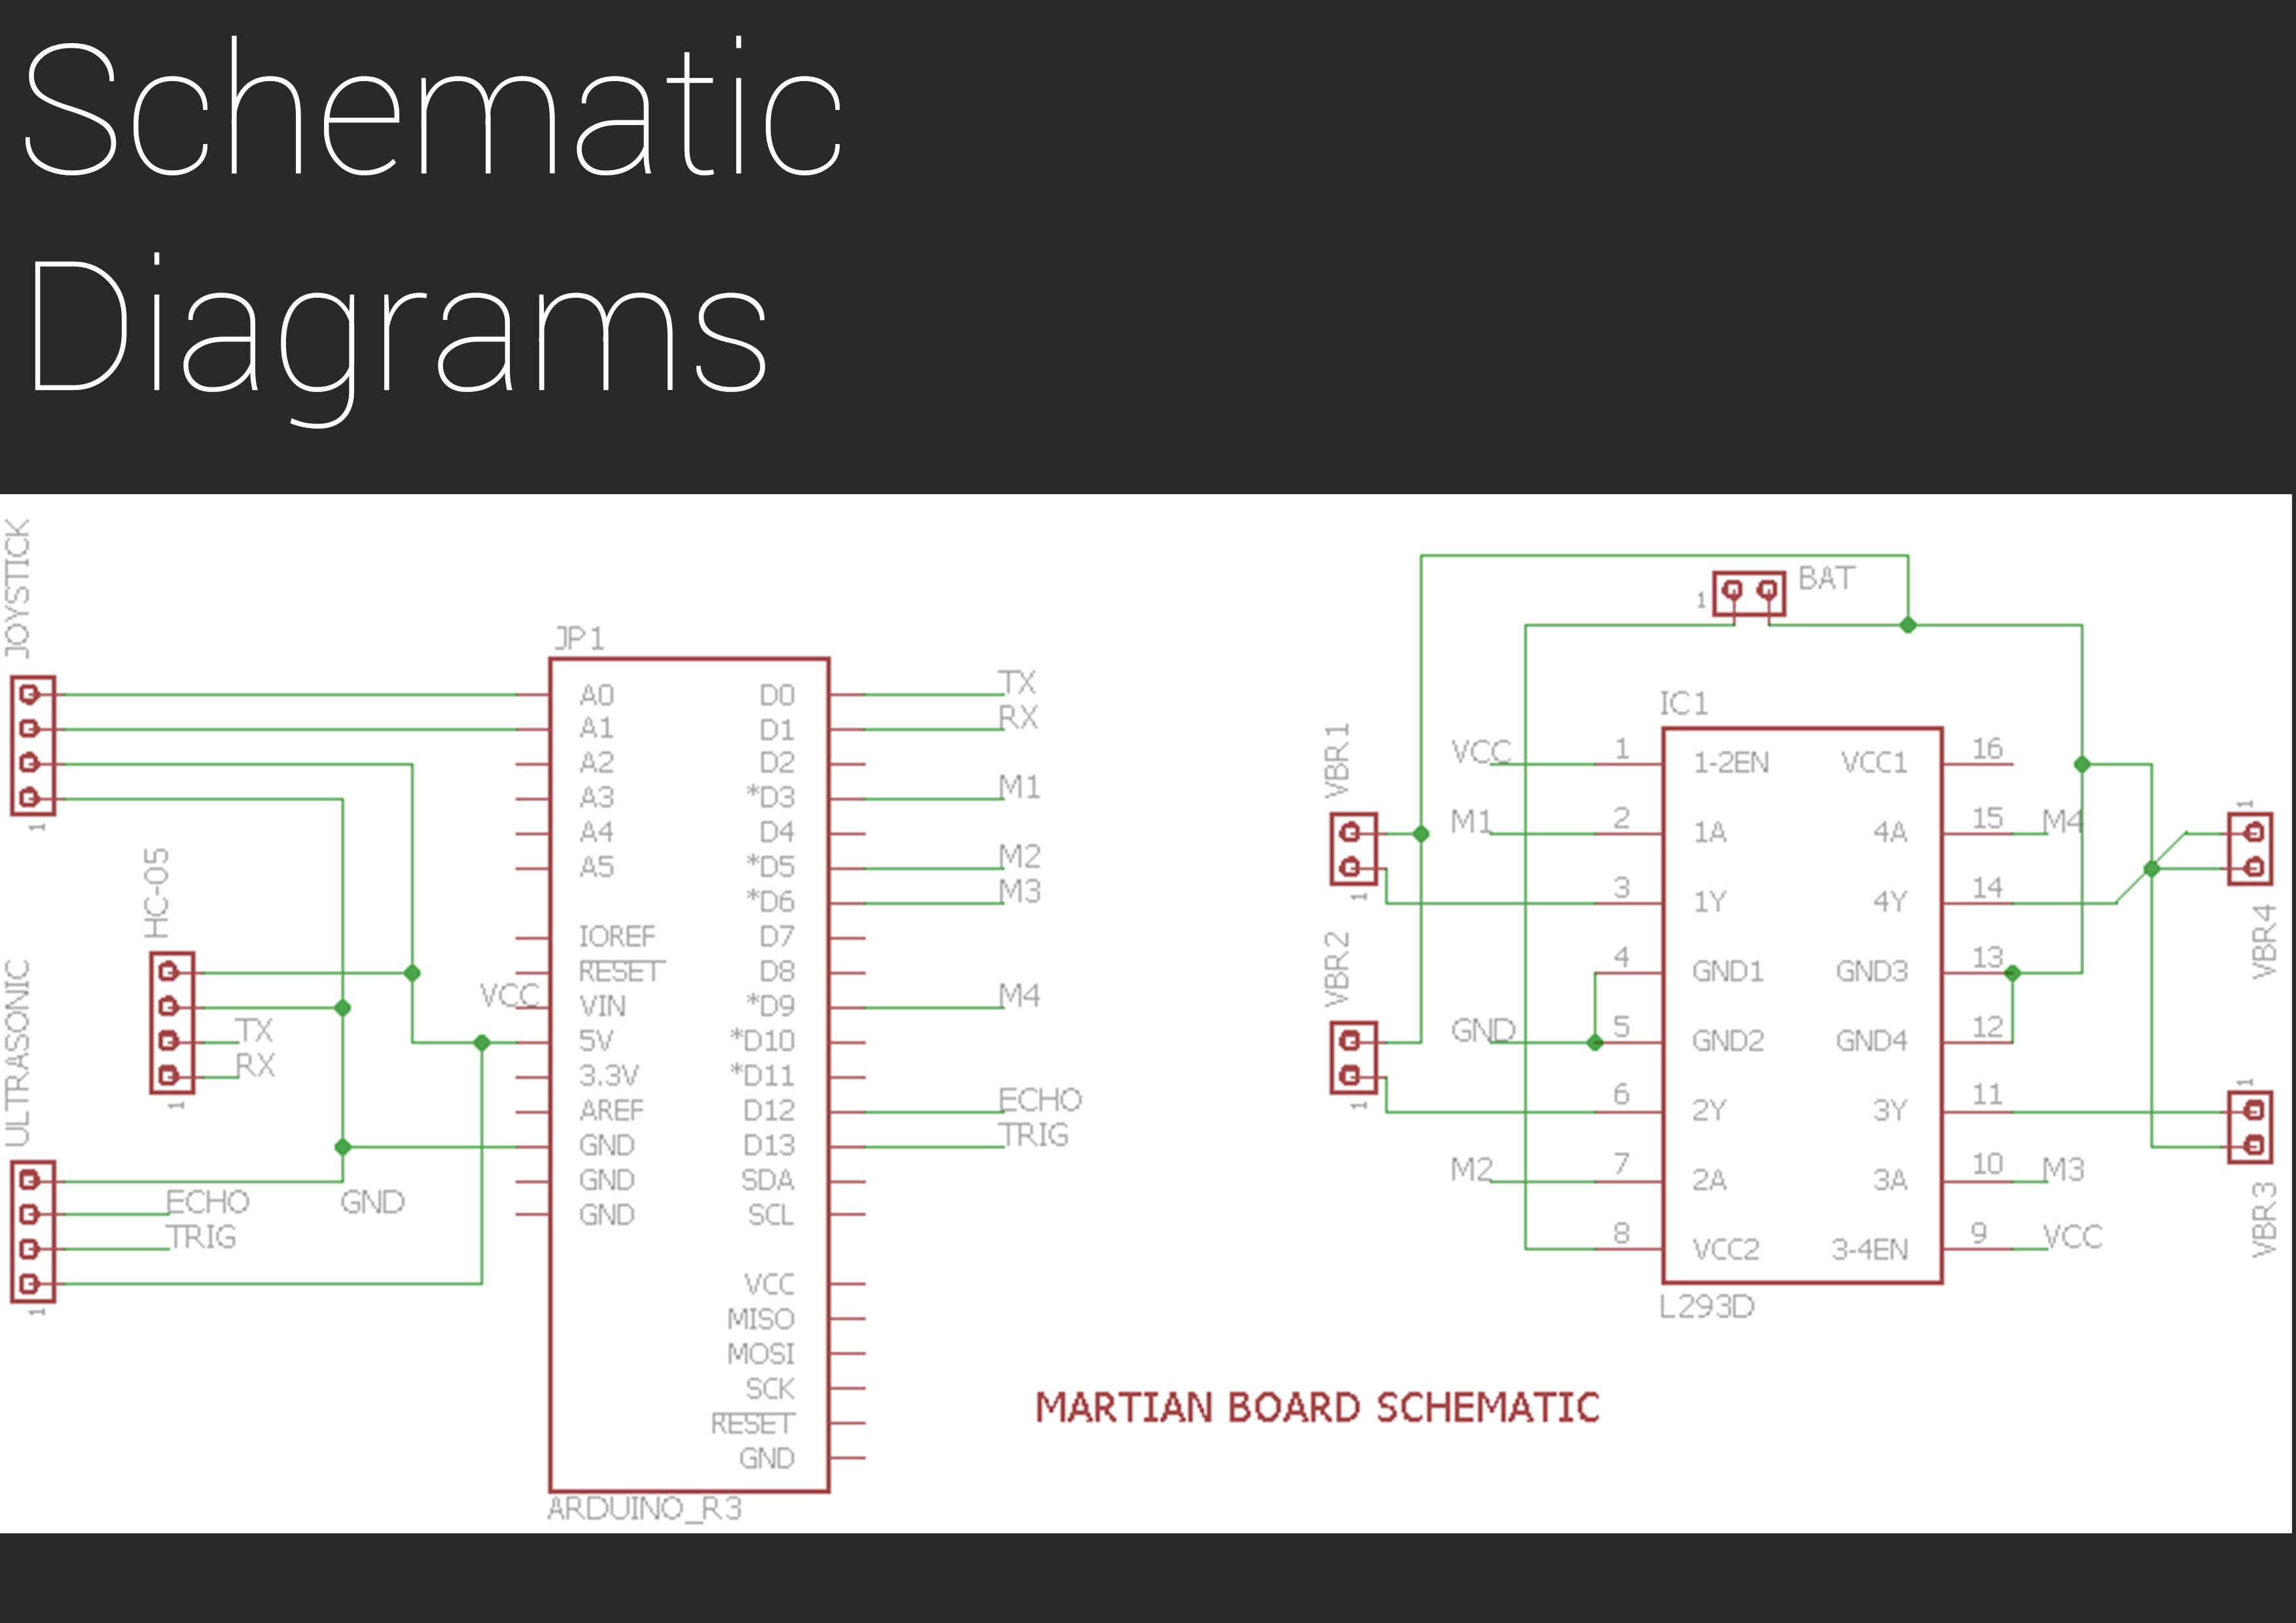 Schematic
Diagrams
JOYSTICK
1
HC-05
TX
RX
1
ULTRASONIC
ECHO
TRIG
1
GND
VCC
JP1
A0
A1
A2
A3
A4
A5
IOREF
RESET
VIN
5V
3.3V
AREF
GND
GND
GND
D0
D1
D2
*D3
D4
*D5
*D6
D7
D8
*D9
*D10
*D11
D12
D13
SDA
SCL
VCC
MISO
MOSI
SCK
RESET
GND
ARDUINO_R3
TX
RX
M1
M2
M3
M4
ECHO
TRIG
BAT
1
VBR1
1
VBR2
1
IC1
VCC 1 1-2EN
M1 2 1A
3 1Y
4 GND1
GND 5 GND2
6 2Y
M2 7 2A
8 VCC2
VCC1 16
4A 15 M4
4Y 14
GND3 13
GND4 12
3Y 11
3A 10 M3
3-4EN 9 VCC
L293D
1
VBR4
1
VBR3
MARTIAN BOARD SCHEMATIC